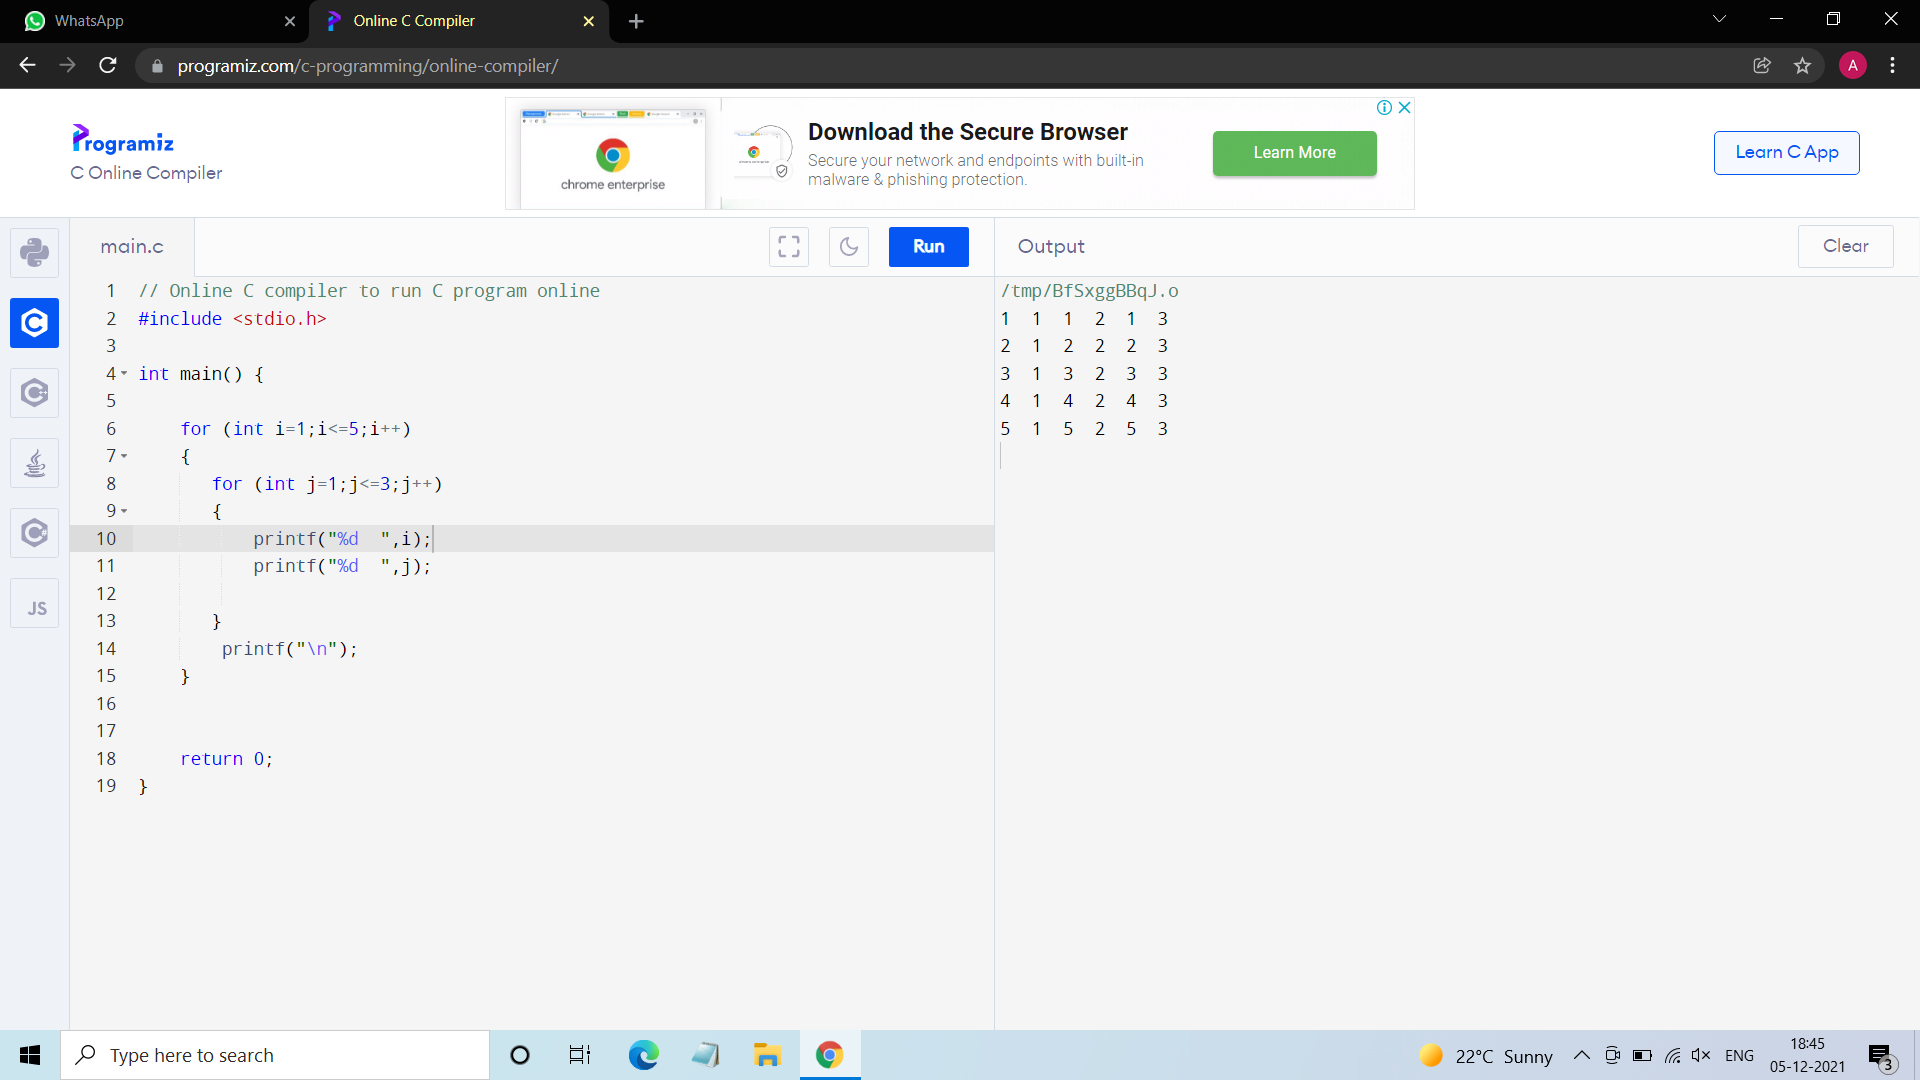 WhatsApp
Online C Compiler
programiz.com/c-programming/online-compiler/
A
Programiz
C Online Compiler
chrome enterprise
Download the Secure Browser
Secure your network and endpoints with built-in
malware & phishing protection.
Learn More
Learn C App
main.c
Run
Output
Clear
1 // Online C compiler to run C program online
2 #include <stdio.h>
3
4 int main() {
5
6     for (int i=1;i<=5;i++)
7     {
8        for (int j=1;j<=3;j++)
9        {
10           printf("%d  ",i);
11           printf("%d  ",j);
12
13       }
14        printf("\n");
15    }
16
17
18    return 0;
19 }
/tmp/BfSxggBBqJ.o
1  1  1  2  1  3
2  1  2  2  2  3
3  1  3  2  3  3
4  1  4  2  4  3
5  1  5  2  5  3
JS
Type here to search
22°C Sunny
ENG
18:45
05-12-2021
3